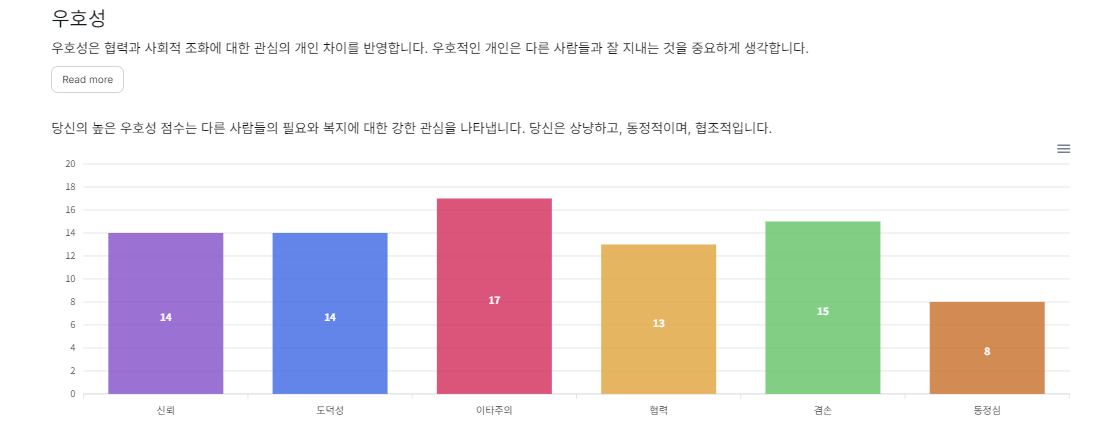 우호성
우호성은 협력과 사회적 조화에 대한 관심의 개인 차이를 반영합니다. 우호적인 개인은 다른 사람들과 잘 지내는 것을 중요하게 생각합니다.
Read more
당신의 높은 우호성 점수는 다른 사람들의 필요와 복지에 대한 강한 관심을 나타냅니다. 당신은 상냥하고, 동정적이며, 협조적입니다.
20
18
16
14
12
10
8
6
4
2
0
14
14
17
13
15
8
신뢰
도덕성
이타주의
협력
겸손
동정심